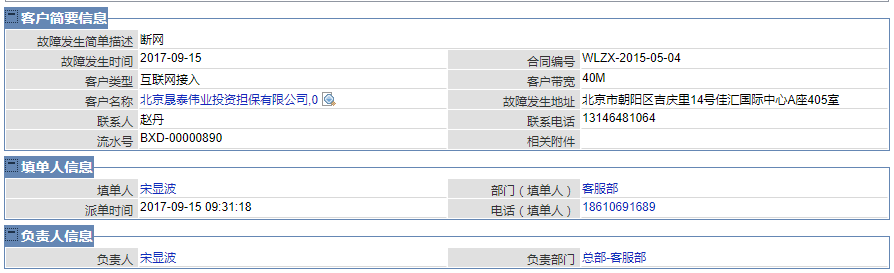 客户简要信息
故障发生简单描述 断网
故障发生时间 2017-09-15 合同编号 WLZX-2015-05-04
客户类型 互联网接入 客户带宽 40M
客户名称 北京晟泰伟业投资担保有限公司,0 故障发生地址 北京市朝阳区吉庆里14号佳汇国际中心A座405室
联系人 赵丹 联系电话 13146481064
流水号 BXD-00000890 相关附件
填单人信息
填单人 宋显波 部门（填单人） 客服部
派单时间 2017-09-15 09:31:18 电话（填单人） 18610691689
负责人信息
负责人 宋显波 负责部门 总部-客服部